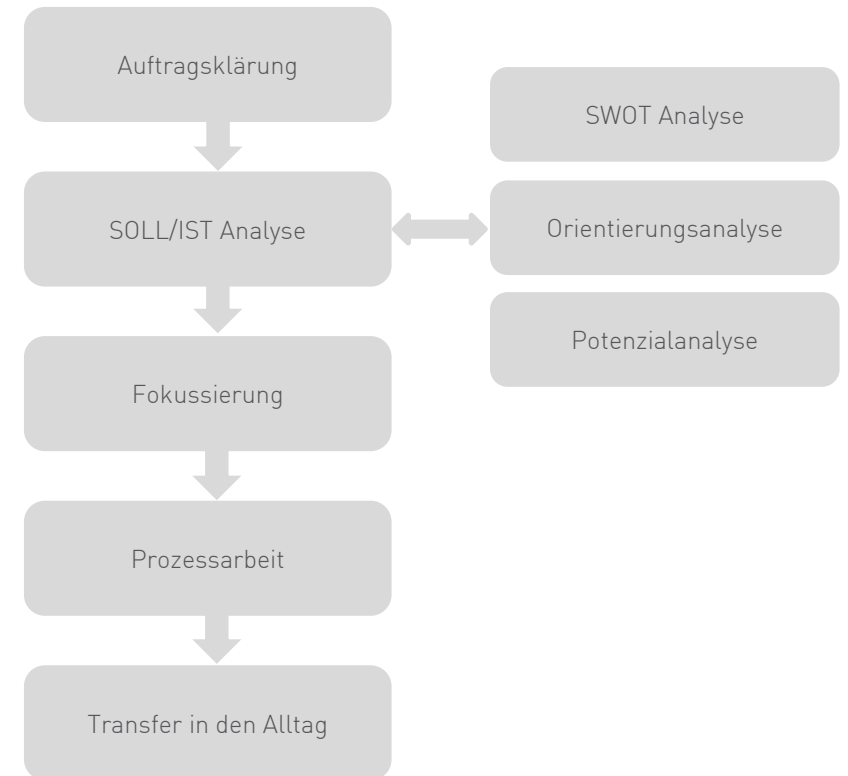 Auftragsklärung
SOLL/IST Analyse
Fokussierung
Prozessarbeit
Transfer in den Alltag
SWOT Analyse
Orientierungsanalyse
Potenzialanalyse